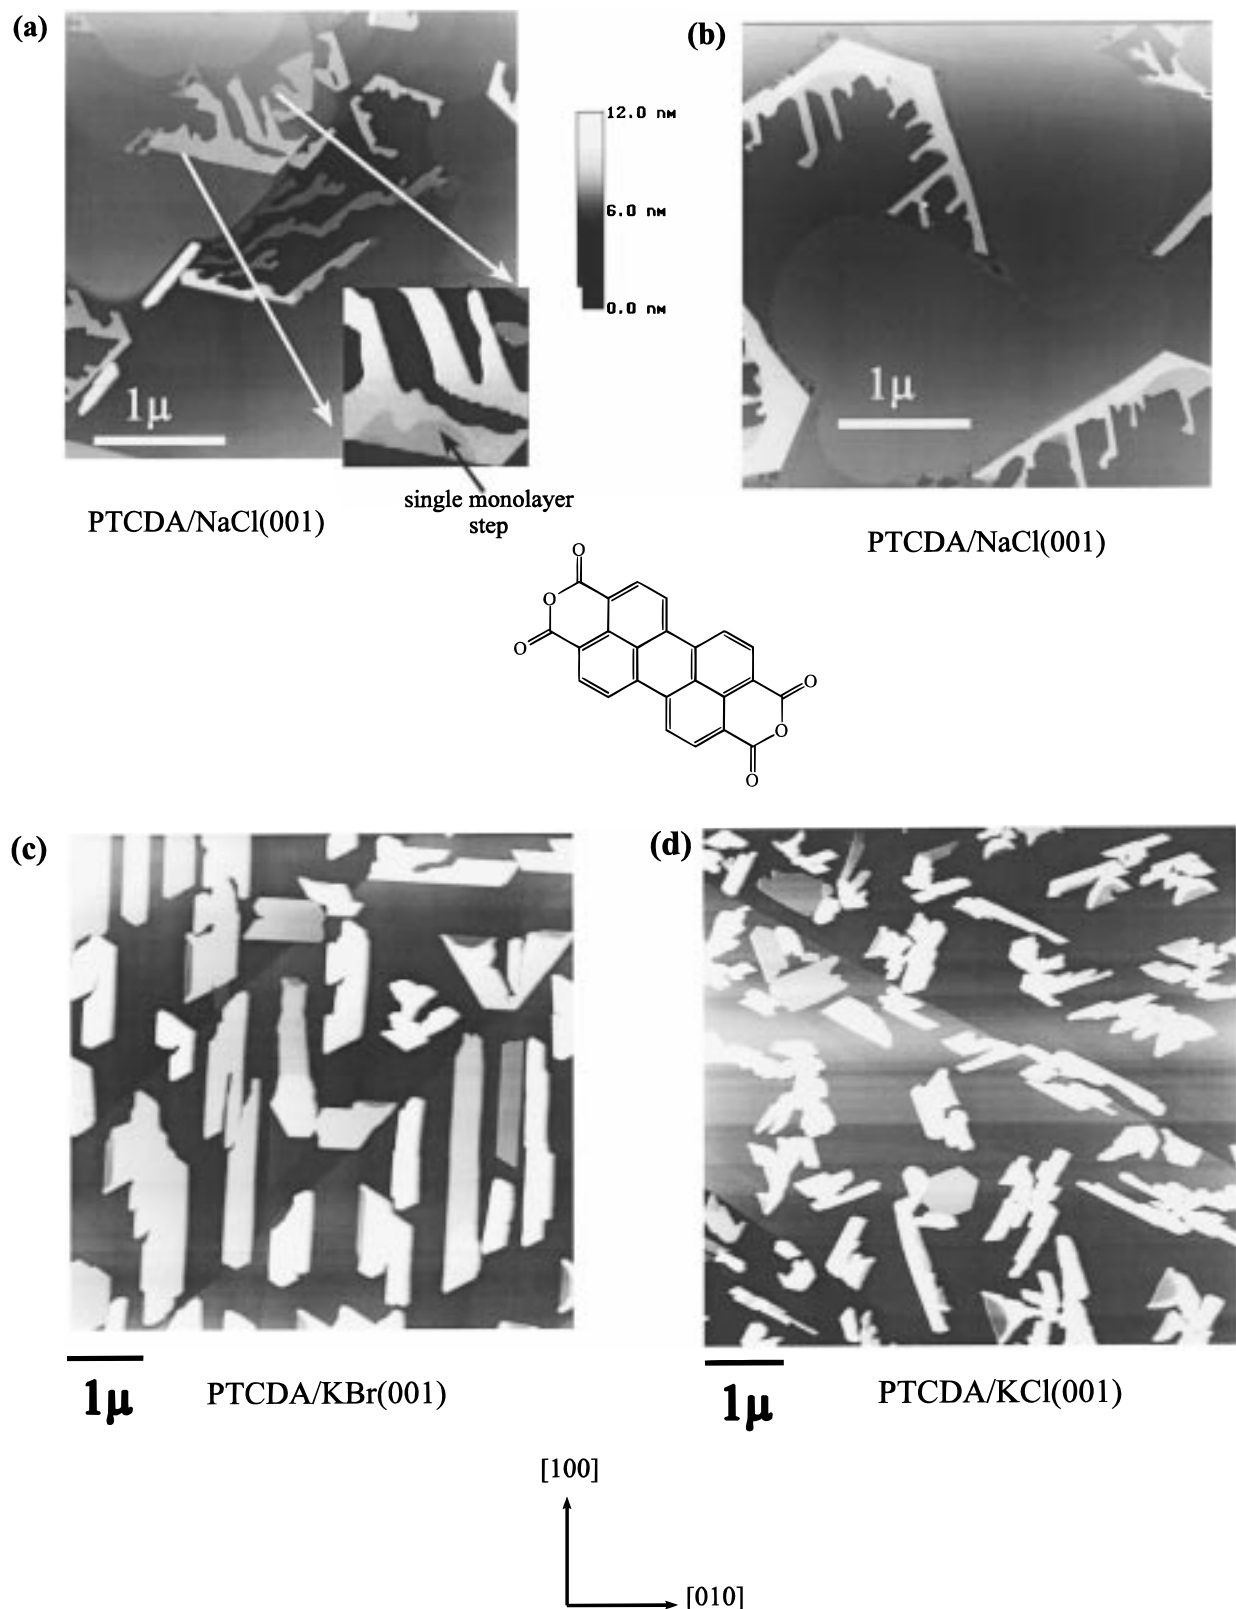 (a)
(b)
12.0 nm
6.0 nm
0.0 nm
1μ
1μ
single monolayer
step
PTCDA/NaCl(001)
PTCDA/NaCl(001)
O
O
O
O
O
O
(c)
(d)
1μ
PTCDA/KBr(001)
1μ
PTCDA/KCl(001)
[100]
[010]